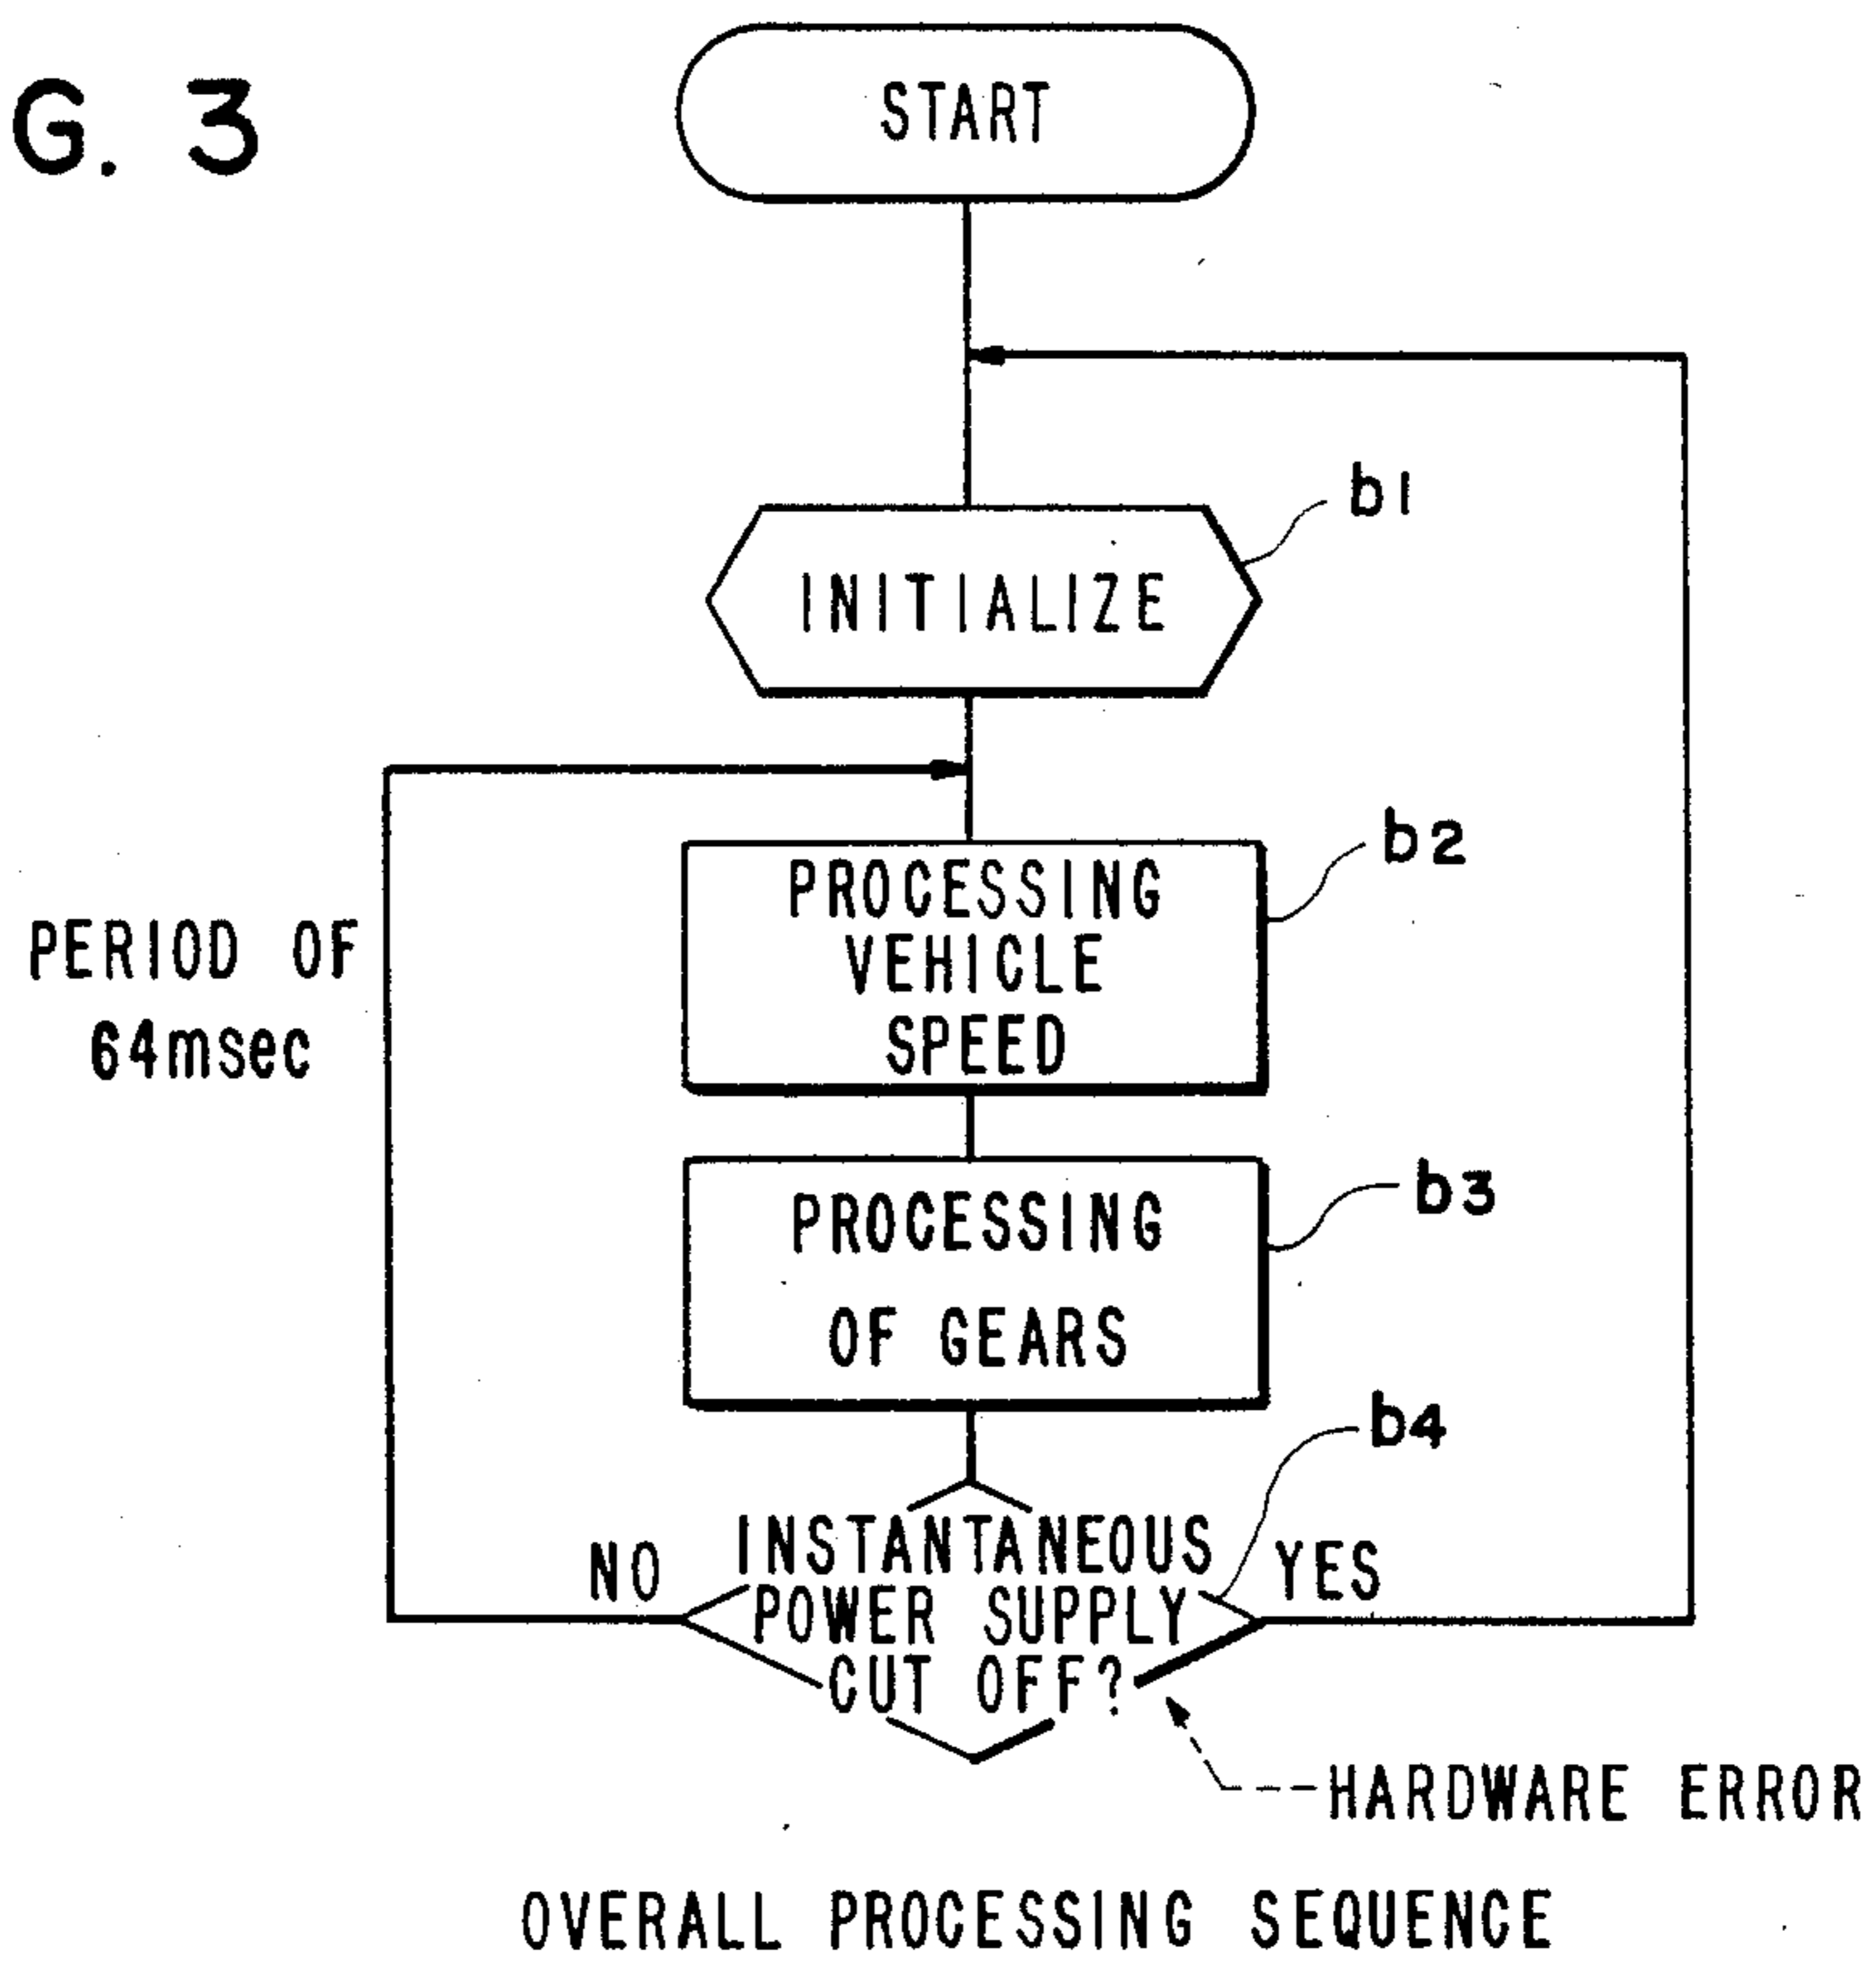 G. 3
START
b1
INITIALIZE
b2
PROCESSING
VEHICLE
SPEED
PERIOD OF
64msec
b3
PROCESSING
OF GEARS
b4
NO
INSTANTANEOUS
YES
POWER SUPPLY
CUT OFF?
HARDWARE ERROR
OVERALL PROCESSING SEQUENCE